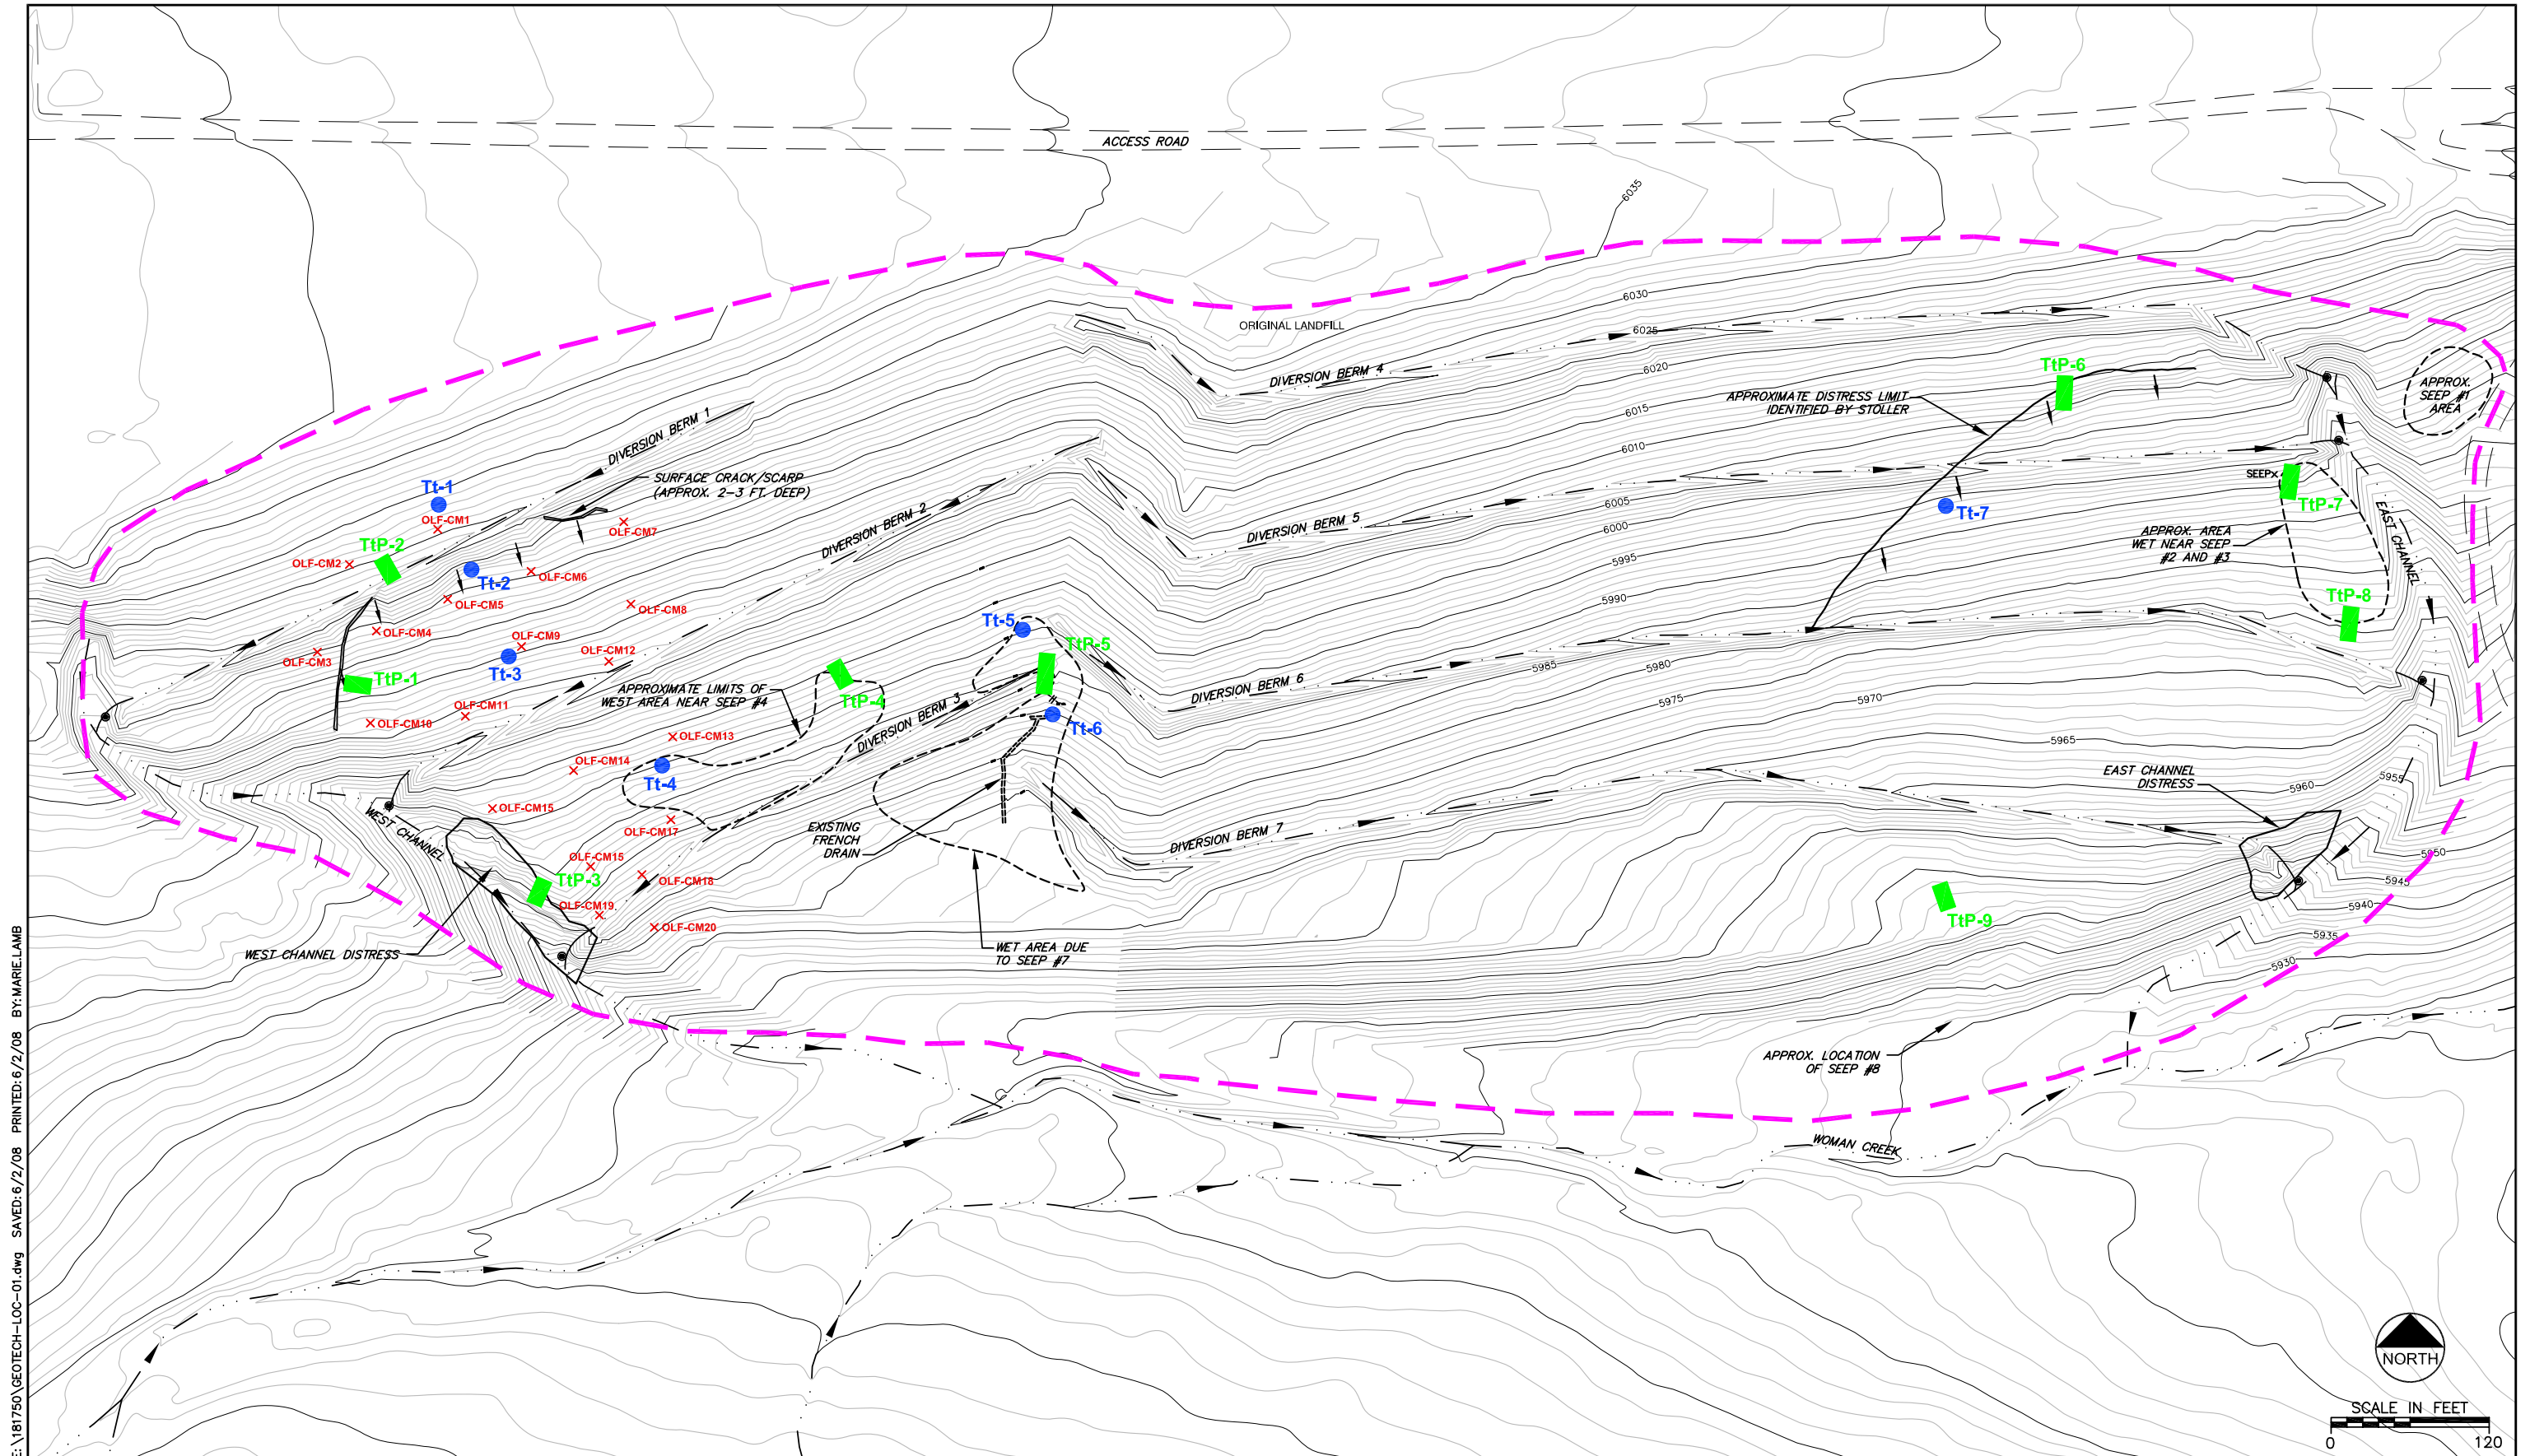 ACCESS ROAD
6035
6030
ORIGINAL LANDFILL
6025
DIVERSION BERM 4
6020
TtP-6
APPROX.
SEEP #1
AREA
APPROXIMATE DISTRESS LIMIT
IDENTIFIED BY STOLLER
6015
DIVERSION BERM 1
6010
SURFACE CRACK/SCARP
(APPROX. 2-3 FT. DEEP)
SEEP
TtP-7
Tt-1
OLF-CM1
OLF-CM7
DIVERSION BERM 2
6005
DIVERSION BERM 5
6000
Tt-7
EAST CHANNEL
APPROX. AREA
WET NEAR SEEP
#2 AND #3
TtP-2
OLF-CM2
Tt-2
OLF-CM6
5995
OLF-CM5
OLF-CM8
5990
TtP-8
OLF-CM4
Tt-5
OLF-CM9
OLF-CM12
TtP-5
OLF-CM3
Tt-3
5985
5980
TtP-1
APPROXIMATE LIMITS OF
WEST AREA NEAR SEEP #4
TtP-4
DIVERSION BERM 6
5975
5970
OLF-CM11
OLF-CM10
DIVERSION BERM 3
Tt-6
OLF-CM13
5965
OLF-CM14
Tt-4
EAST CHANNEL
DISTRESS
5955
5960
OLF-CM15
WEST CHANNEL
OLF-CM17
EXISTING
FRENCH
DRAIN
DIVERSION BERM 7
5950
OLF-CM15
TtP-3
OLF-CM18
5945
OLF-CM19
5940
TtP-9
OLF-CM20
5935
WEST CHANNEL DISTRESS
WET AREA DUE
TO SEEP #7
5930
APPROX. LOCATION
OF SEEP #8
WOMAN CREEK
NORTH
SCALE IN FEET
0 120
E:\181750\GEOTECH-LOC-01.dwg SAVED:6/2/08 PRINTED:6/2/08 BY:MARIE.LAMB